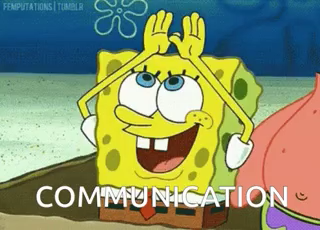 FEMPUTATIONS | TUMBLR
COMMUNICATION